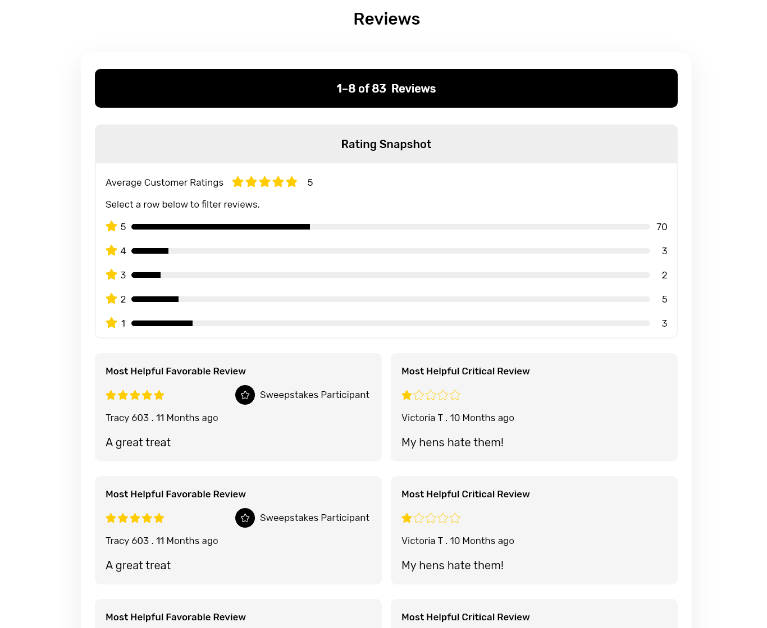 Reviews
1–8 of 83 Reviews
Rating Snapshot
Average Customer Ratings 5
Select a row below to filter reviews.
5 70
4 3
3 2
2 5
1 3
Most Helpful Favorable Review
Sweepstakes Participant
Tracy 603 . 11 Months ago
A great treat
Most Helpful Critical Review
Victoria T . 10 Months ago
My hens hate them!
Most Helpful Favorable Review
Sweepstakes Participant
Tracy 603 . 11 Months ago
A great treat
Most Helpful Critical Review
Victoria T . 10 Months ago
My hens hate them!
Most Helpful Favorable Review
Most Helpful Critical Review